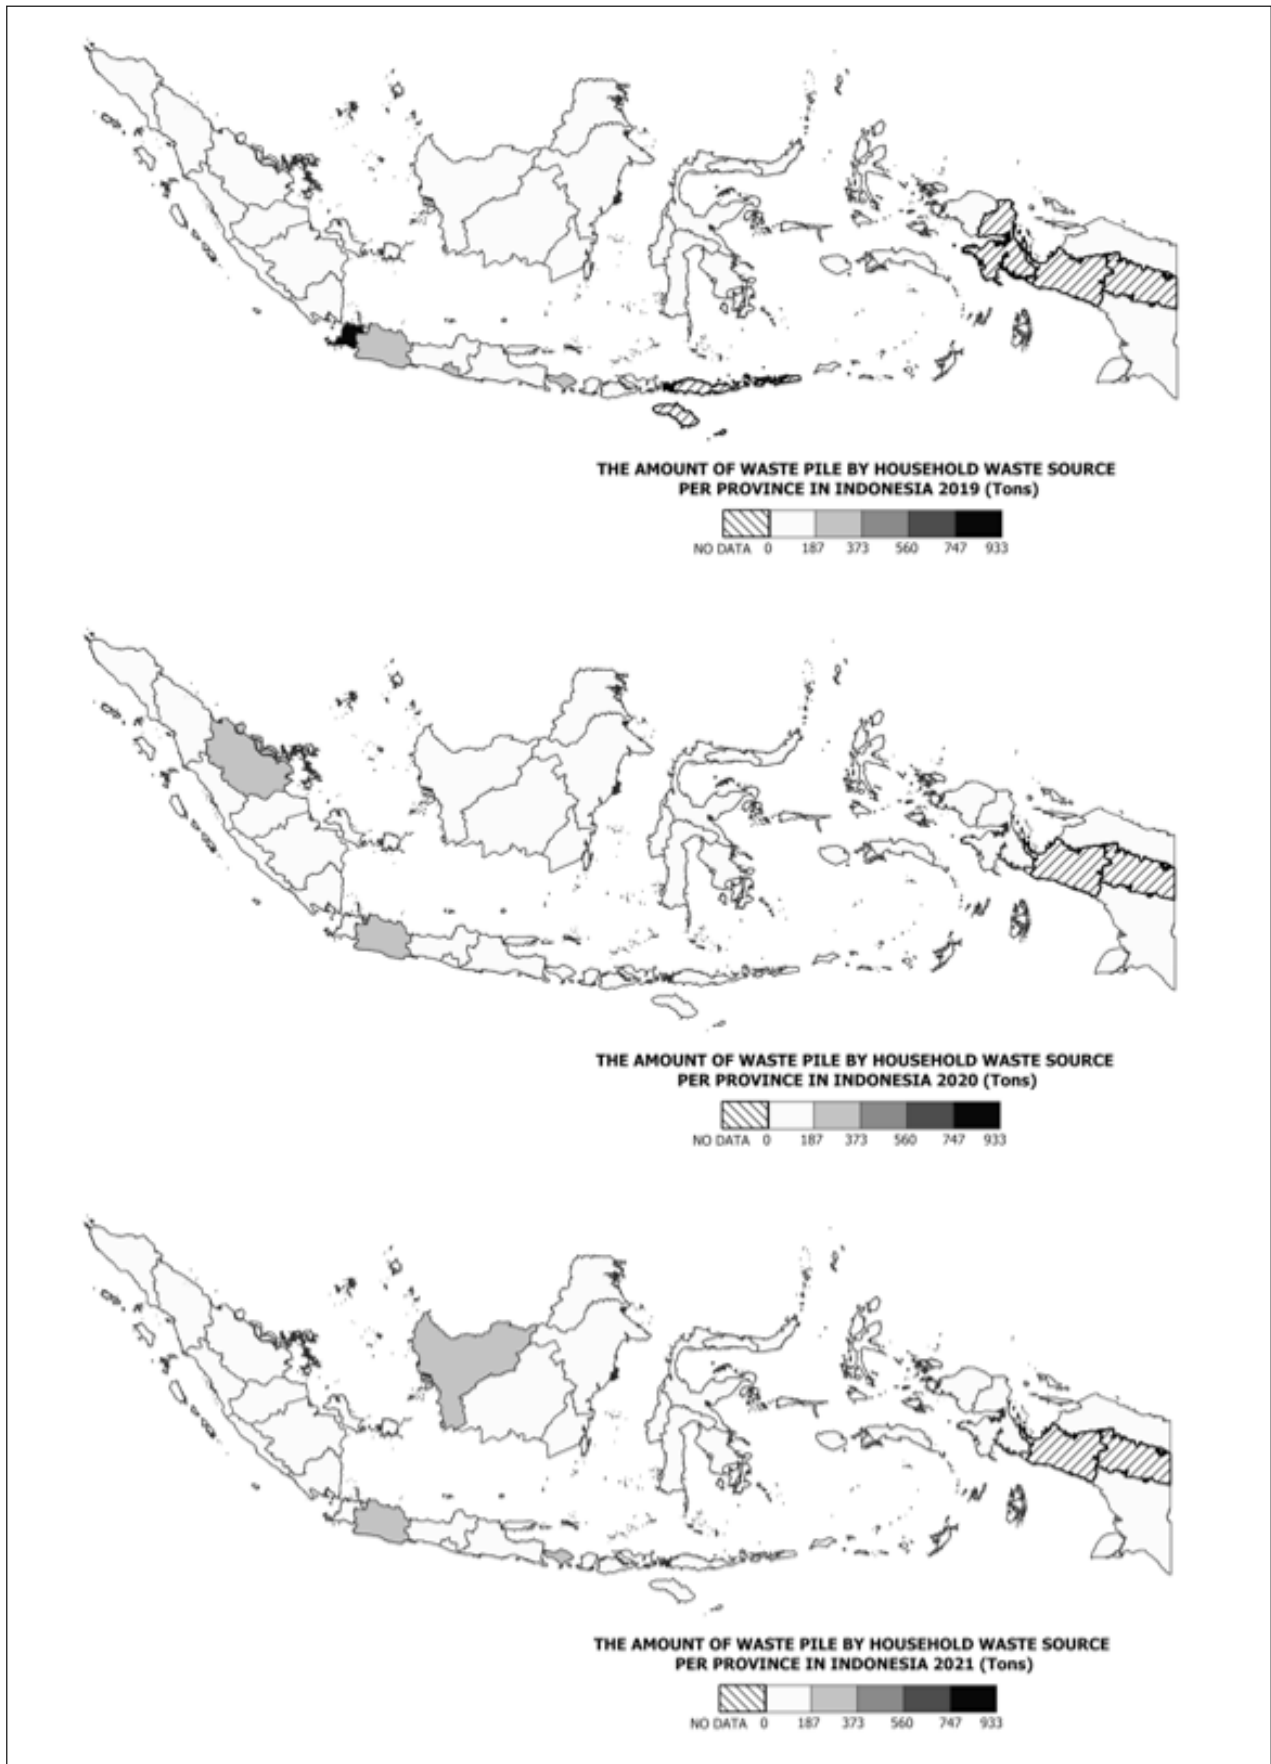 THE AMOUNT OF WASTE PILE BY HOUSEHOLD WASTE SOURCE
PER PROVINCE IN INDONESIA 2019 (Tons)
NO DATA 0 187 373 560 747 933
THE AMOUNT OF WASTE PILE BY HOUSEHOLD WASTE SOURCE
PER PROVINCE IN INDONESIA 2020 (Tons)
NO DATA 0 187 373 560 747 933
THE AMOUNT OF WASTE PILE BY HOUSEHOLD WASTE SOURCE
PER PROVINCE IN INDONESIA 2021 (Tons)
NO DATA 0 187 373 560 747 933